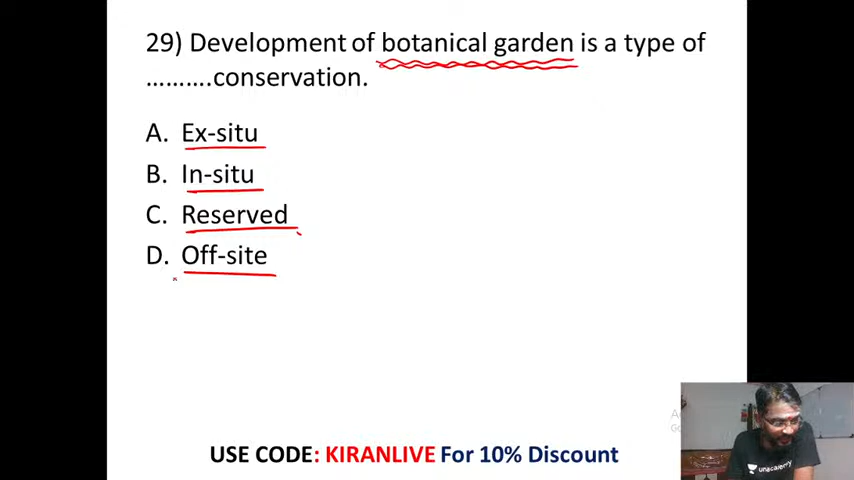 29) Development of botanical garden is a type of
……….conservation.
A. Ex-situ
B. In-situ
C. Reserved
D. Off-site
USE CODE: KIRANLIVE For 10% Discount
unacademy